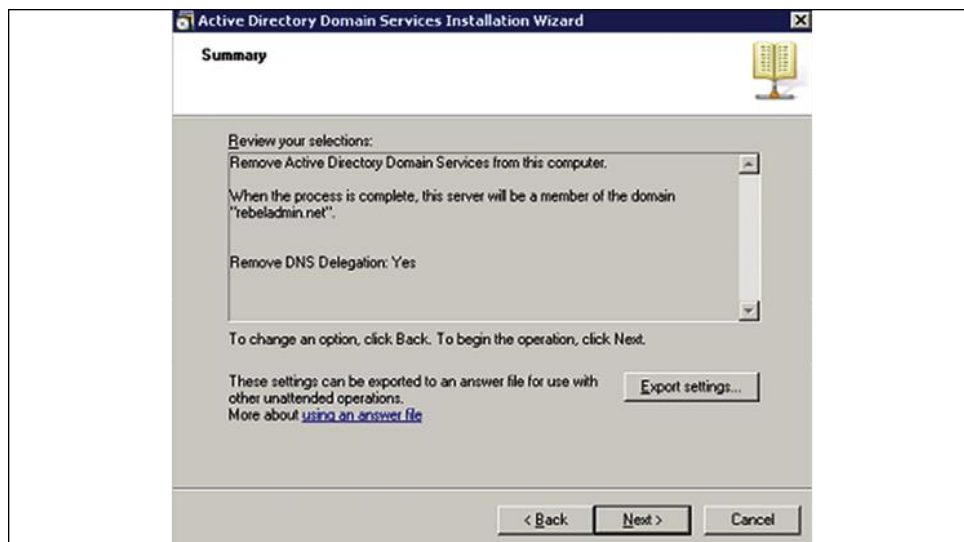 Active Directory Domain Services Installation Wizard
Summary
Review your selections:
Remove Active Directory Domain Services from this computer.
When the process is complete, this server will be a member of the domain
"rebeladmin.net".
Remove DNS Delegation: Yes
To change an option, click Back. To begin the operation, click Next.
These settings can be exported to an answer file for use with
other unattended operations.
More about using an answer file
Export settings...
< Back
Next >
Cancel